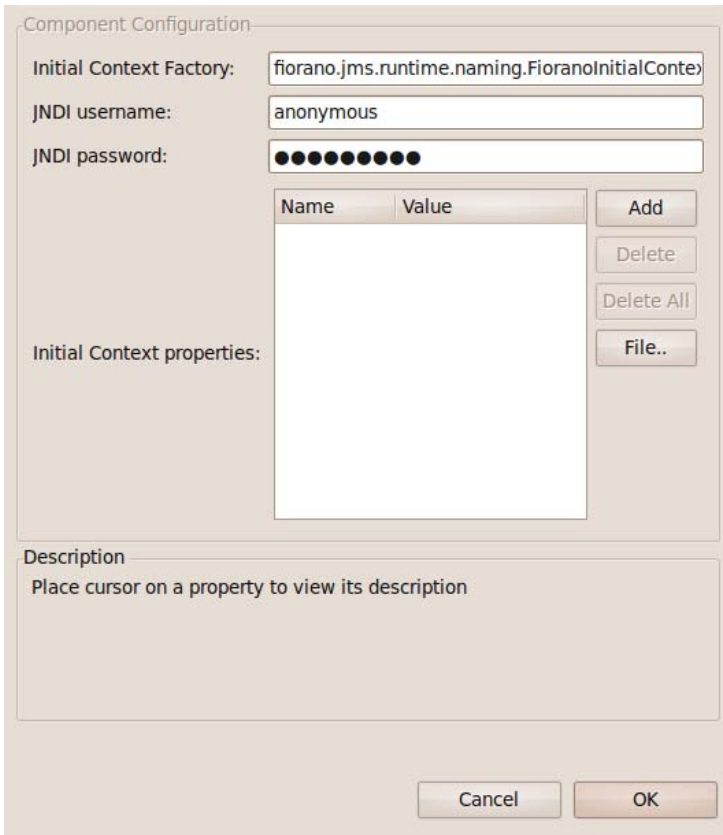 Component Configuration
Initial Context Factory: fiorano.jms.runtime.naming.FioranoInitialContex
JNDI username: anonymous
JNDI password: ●●●●●●●●●
Name Value Add
Delete
Delete All
Initial Context properties: File..
Description
Place cursor on a property to view its description
Cancel OK